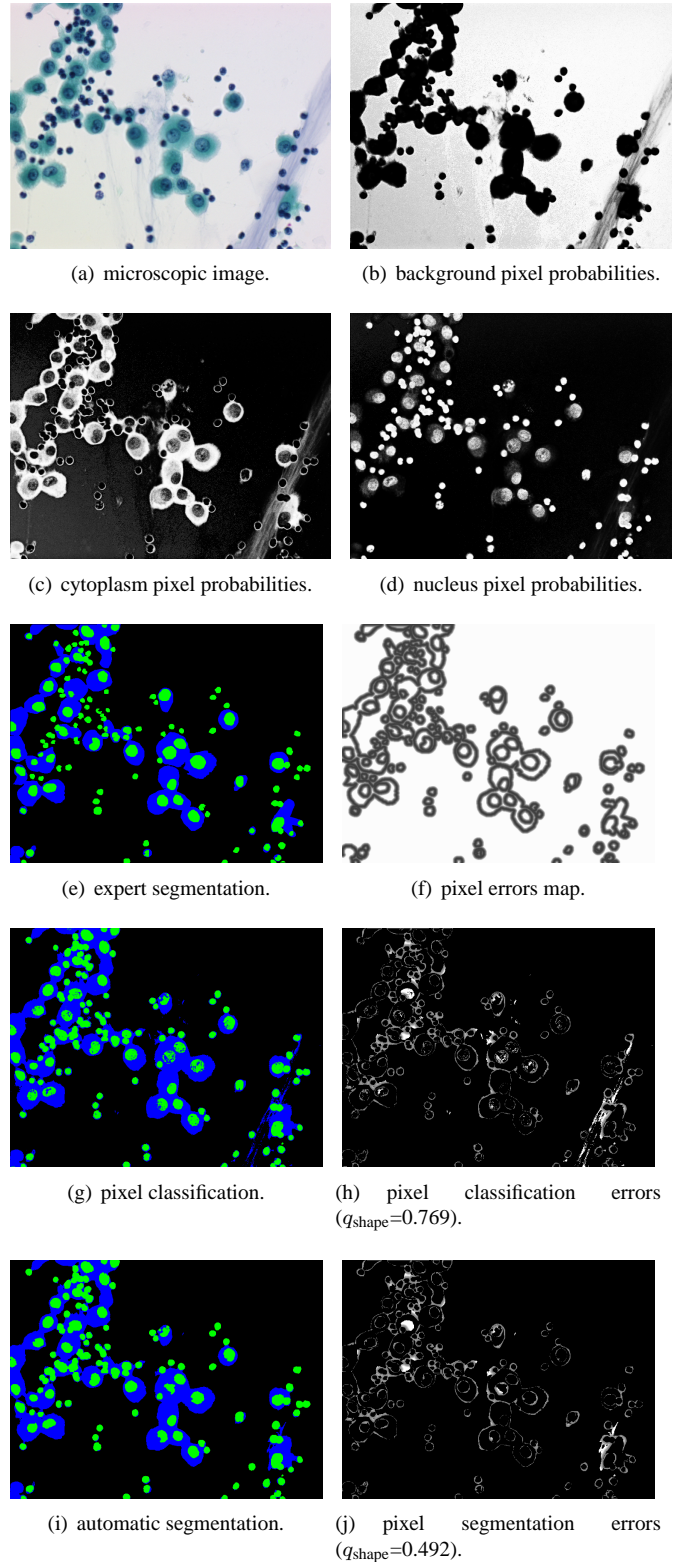 (a) microscopic image.
(b) background pixel probabilities.
(c) cytoplasm pixel probabilities.
(d) nucleus pixel probabilities.
(e) expert segmentation.
(f) pixel errors map.
(g) pixel classification.
(h) pixel classification errors
(qshape=0.769).
(i) automatic segmentation.
(j) pixel segmentation errors
(qshape=0.492).